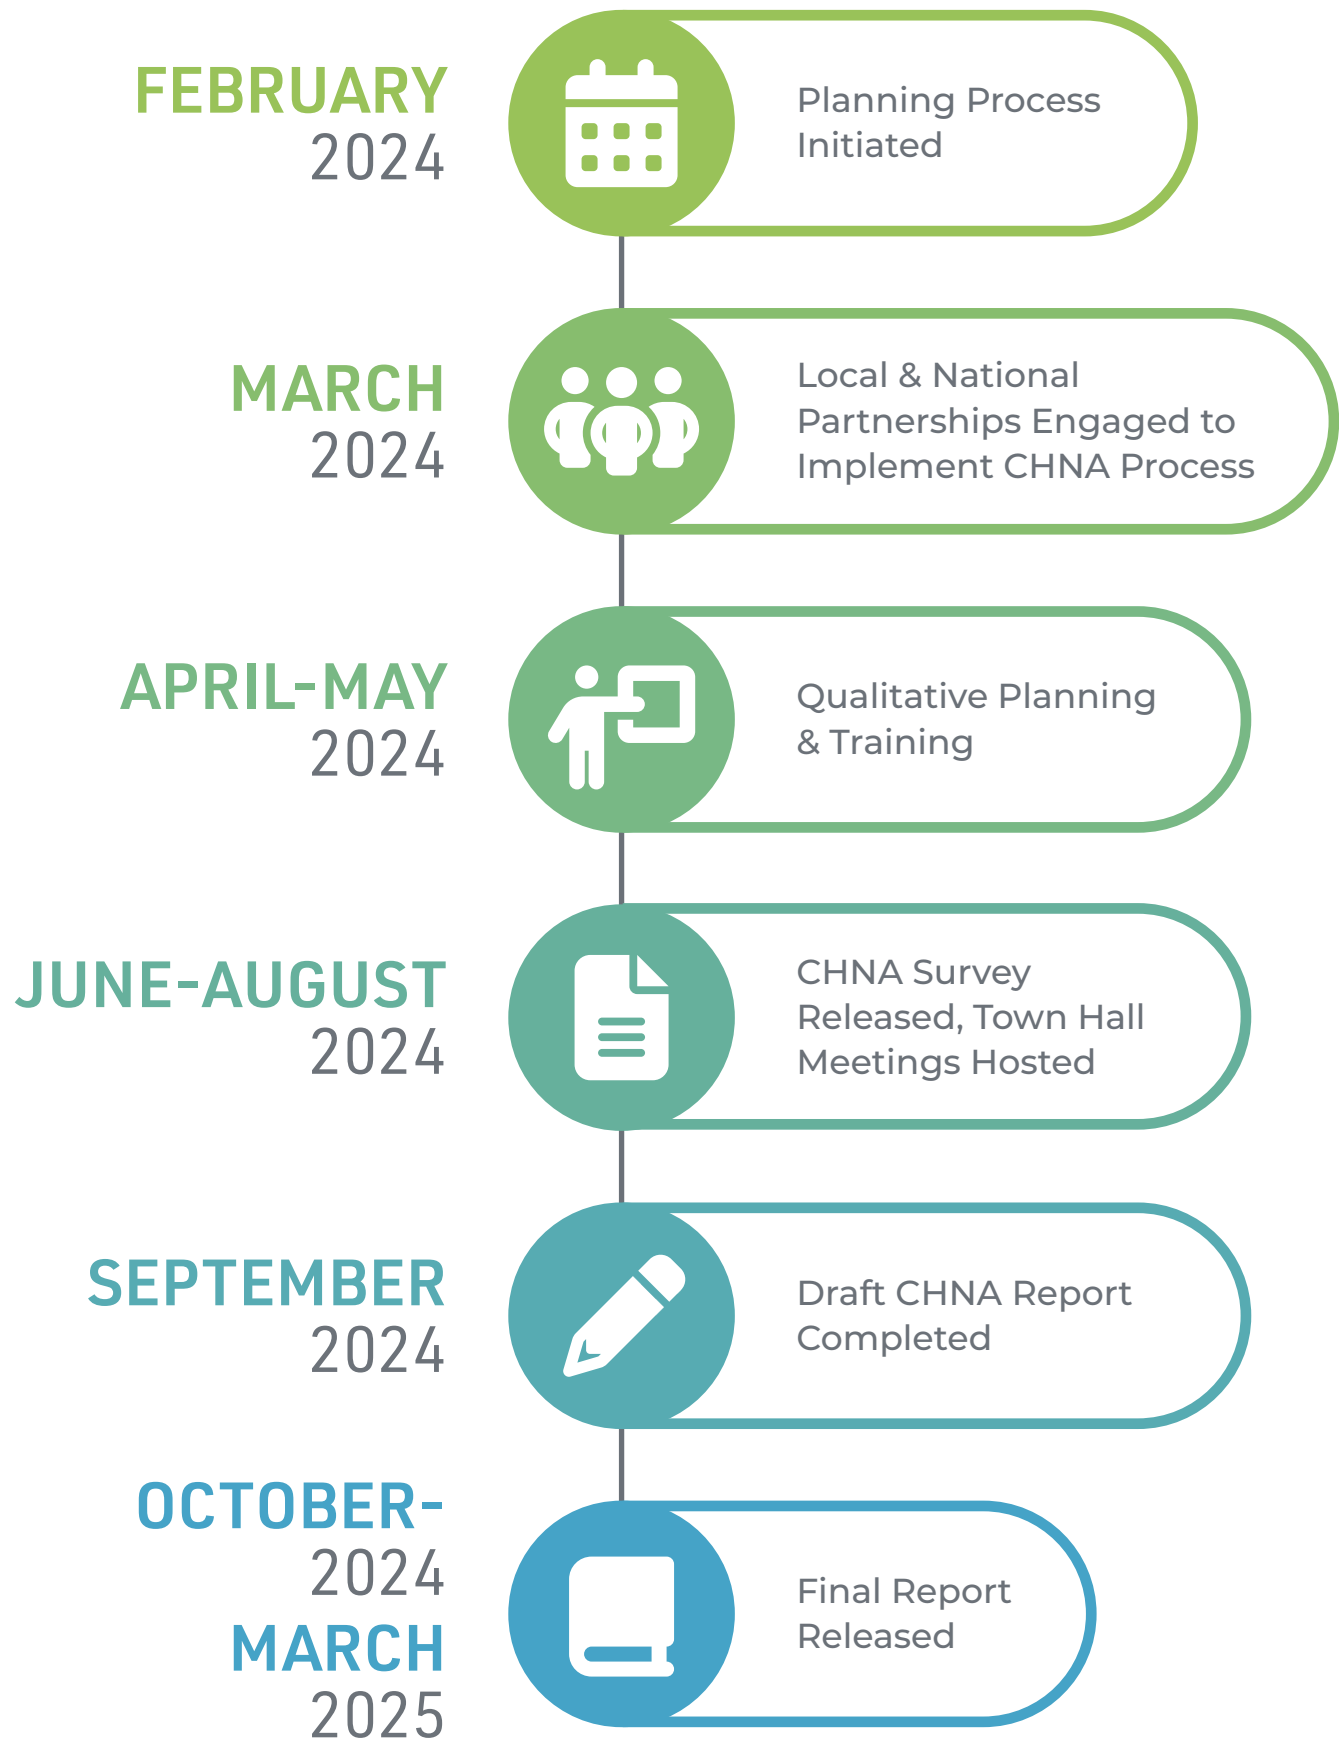 FEBRUARY
2024
Planning Process
Initiated
MARCH
2024
Local & National
Partnerships Engaged to
Implement CHNA Process
APRIL-MAY
2024
Qualitative Planning
& Training
JUNE-AUGUST
2024
CHNA Survey
Released, Town Hall
Meetings Hosted
SEPTEMBER
2024
Draft CHNA Report
Completed
OCTOBER-
2024
MARCH
2025
Final Report
Released